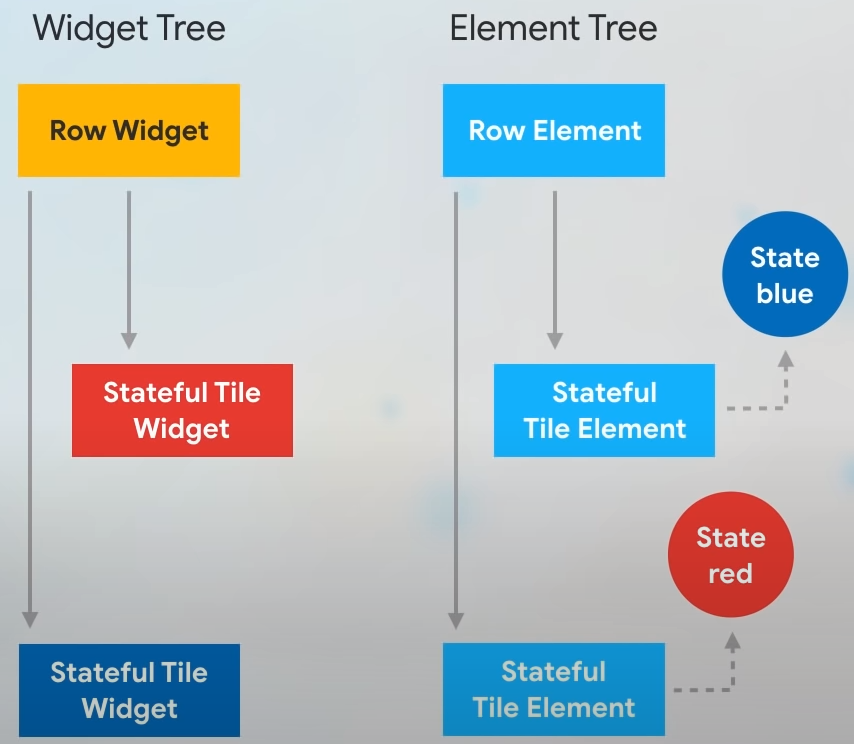 Widget Tree
Element Tree
Row Widget
Row Element
State
blue
Stateful Tile
Widget
Stateful
Tile Element
State
red
Stateful Tile
Widget
Stateful
Tile Element